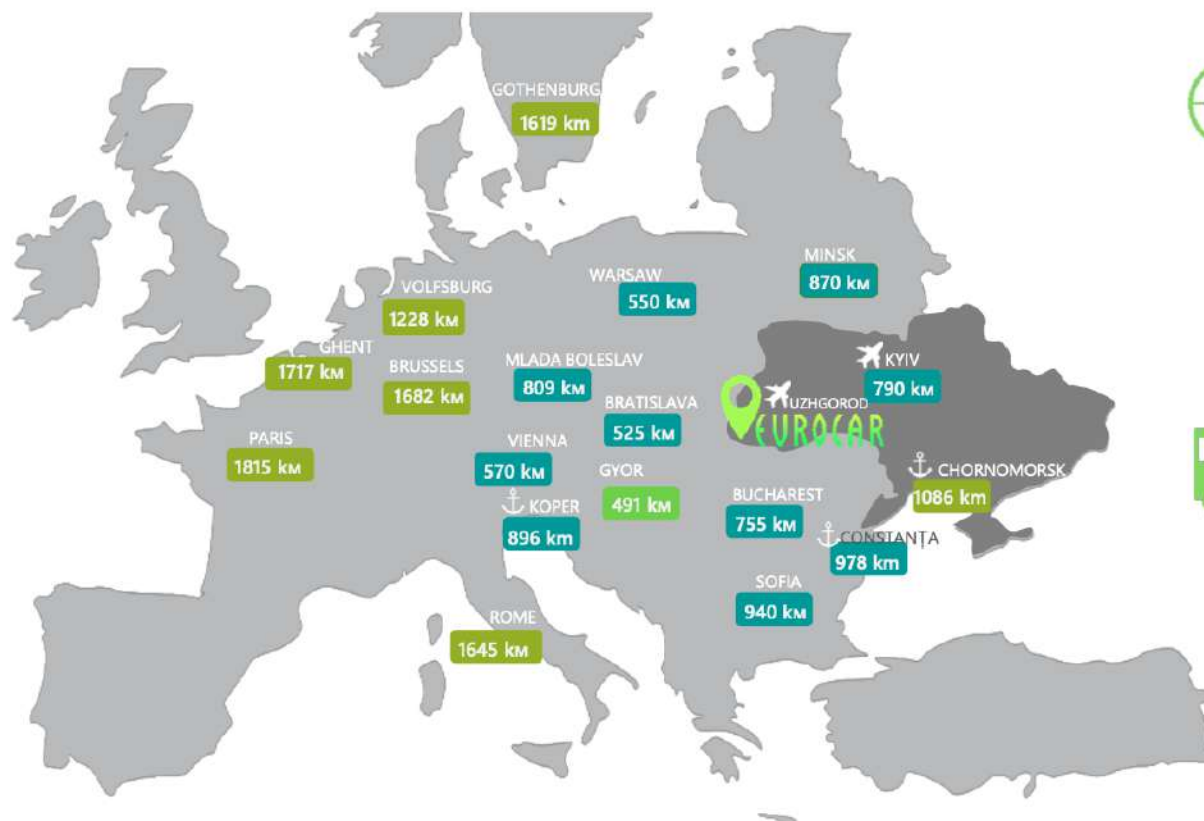 GOTHENBURG
1619 km
MINSK
870 км
WARSAW
550 км
VOLFSBURG
1228 км
GHENT
1717 км
BRUSSELS
1682 км
MLADA BOLESLAV
809 км
KYIV
790 км
UZHGOROD
EUROCAR
BRATISLAVA
525 км
PARIS
1815 км
VIENNA
570 км
GYOR
491 км
CHORNOMORSK
1086 km
BUCHAREST
755 км
KOPER
896 km
CONSTANȚA
978 km
SOFIA
940 км
ROME
1645 км